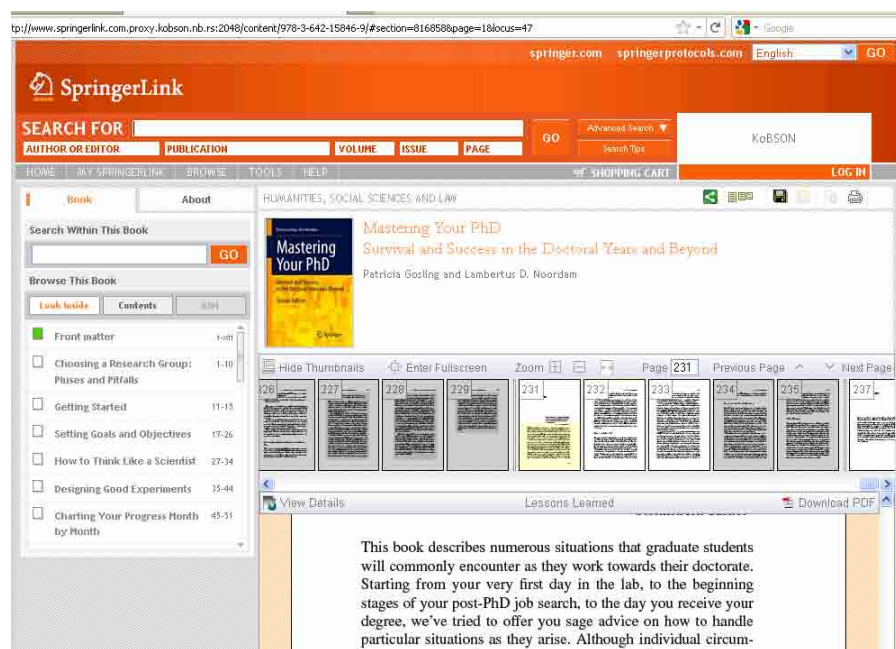 tp://www.springerlink.com.proxy.kobson.nb.rs:2048/content/978-3-642-15846-9/#section=816858&page=1&locus=47
Google
springer.com springerprotocols.com English GO
SpringerLink
SEARCH FOR
GO
Advanced Search
Search Tips
AUTHOR OR EDITOR PUBLICATION VOLUME ISSUE PAGE
KoBSON
HOME MY SPRINGERLINK BROWSE TOOLS HELP
SHOPPING CART
LOG IN
Book About
Search Within This Book
GO
Browse This Book
Look Inside Contents
Front matter
Choosing a Research Group: 1-10
Pluses and Pitfalls
Getting Started 11-15
Setting Goals and Objectives 17-26
How to Think Like a Scientist 27-34
Designing Good Experiments 35-44
Charting Your Progress Month 45-51
by Month
HUMANITIES, SOCIAL SCIENCES AND LAW
Mastering
Your PhD
Springer
Mastering Your PhD
Survival and Success in the Doctoral Years and Beyond
Patricia Gosling and Lambertus D. Noordam
Hide Thumbnails Enter Fullscreen Zoom Page 231 Previous Page Next Page
226 227 228 229 231 232 233 234 235 237
View Details Lessons Learned Download PDF
This book describes numerous situations that graduate students
will commonly encounter as they work towards their doctorate.
Starting from your very first day in the lab, to the beginning
stages of your post-PhD job search, to the day you receive your
degree, we've tried to offer you sage advice on how to handle
particular situations as they arise. Although individual circum-